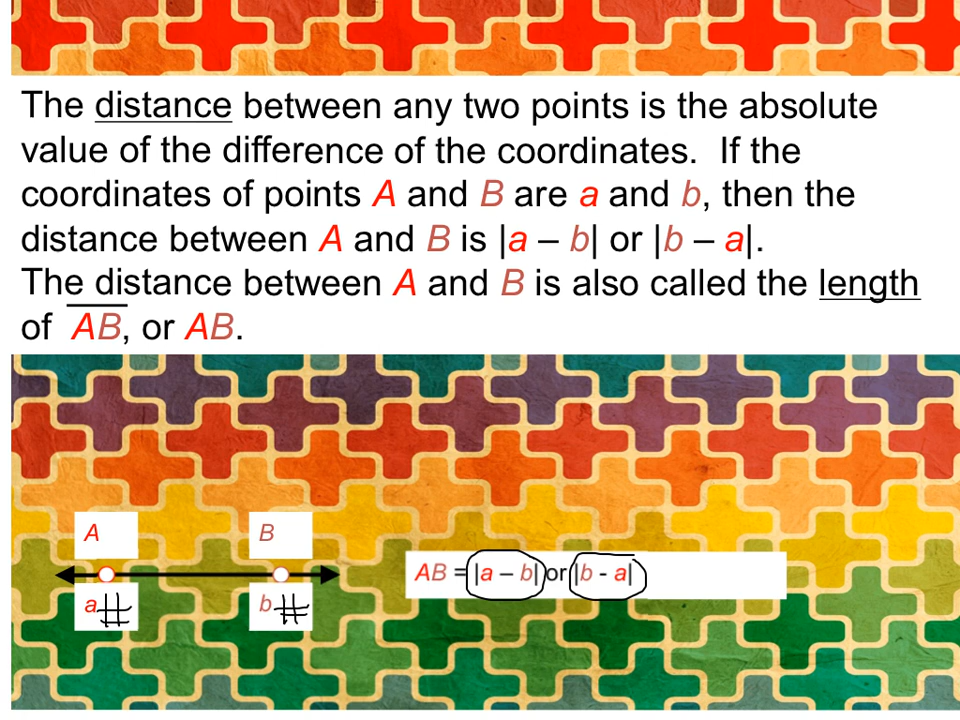 The distance between any two points is the absolute
value of the difference of the coordinates. If the
coordinates of points A and B are a and b, then the
distance between A and B is |a – b| or |b – a|.
The distance between A and B is also called the length
of AB, or AB.
A B
AB = |a – b| or |b - a|
a # b #